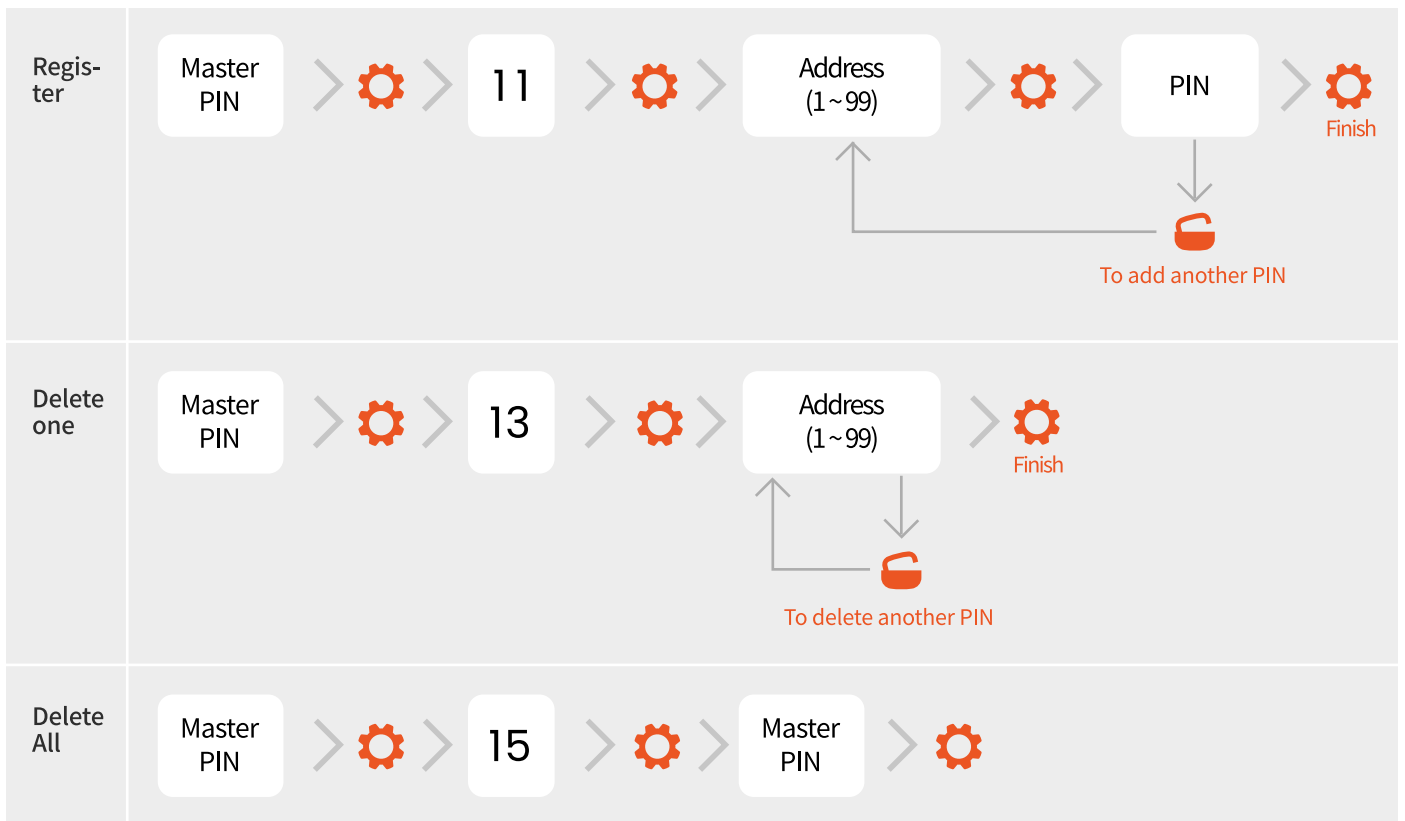 Regis-
ter
Master
PIN
11
Address
(1~99)
PIN
Finish
To add another PIN
Delete
one
Master
PIN
13
Address
(1~99)
Finish
To delete another PIN
Delete
All
Master
PIN
15
Master
PIN